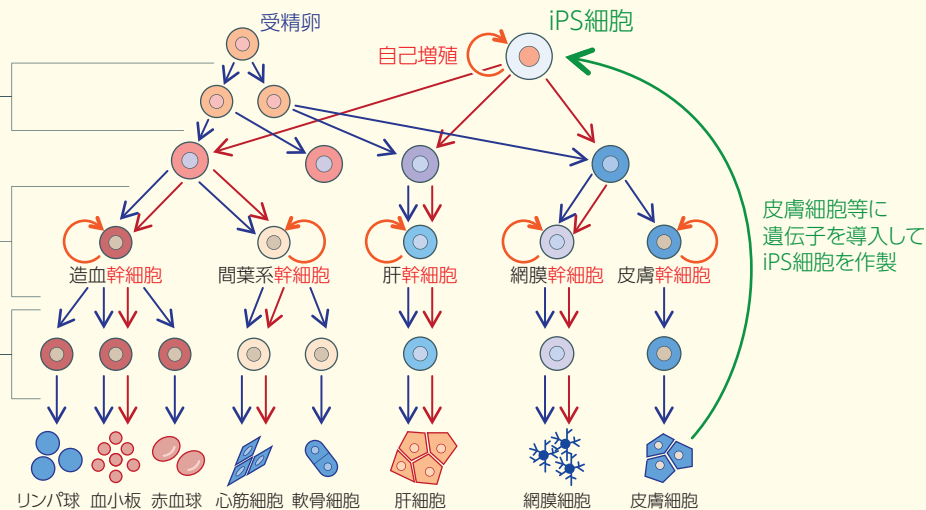 受精卵
iPS細胞
自己増殖
皮膚細胞等に
遺伝子を導入して
iPS細胞を作製
造血幹細胞
間葉系幹細胞
肝幹細胞
網膜幹細胞
皮膚幹細胞
リンパ球
血小板
赤血球
心筋細胞
軟骨細胞
肝細胞
網膜細胞
皮膚細胞